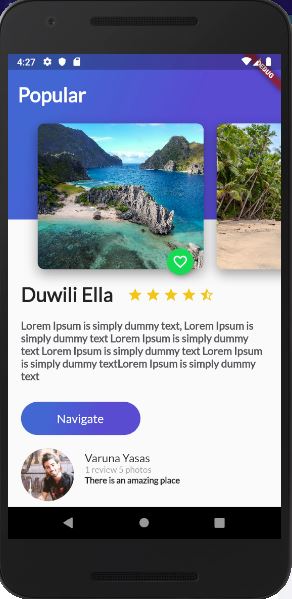 4:27
DEBUG
Popular
Duwili Ella
Lorem Ipsum is simply dummy text, Lorem Ipsum is
simply dummy text Lorem Ipsum is simply dummy
text Lorem Ipsum is simply dummy text Lorem Ipsum
is simply dummy textLorem Ipsum is simply dummy
text
Navigate
Varuna Yasas
1 review 5 photos
There is an amazing place